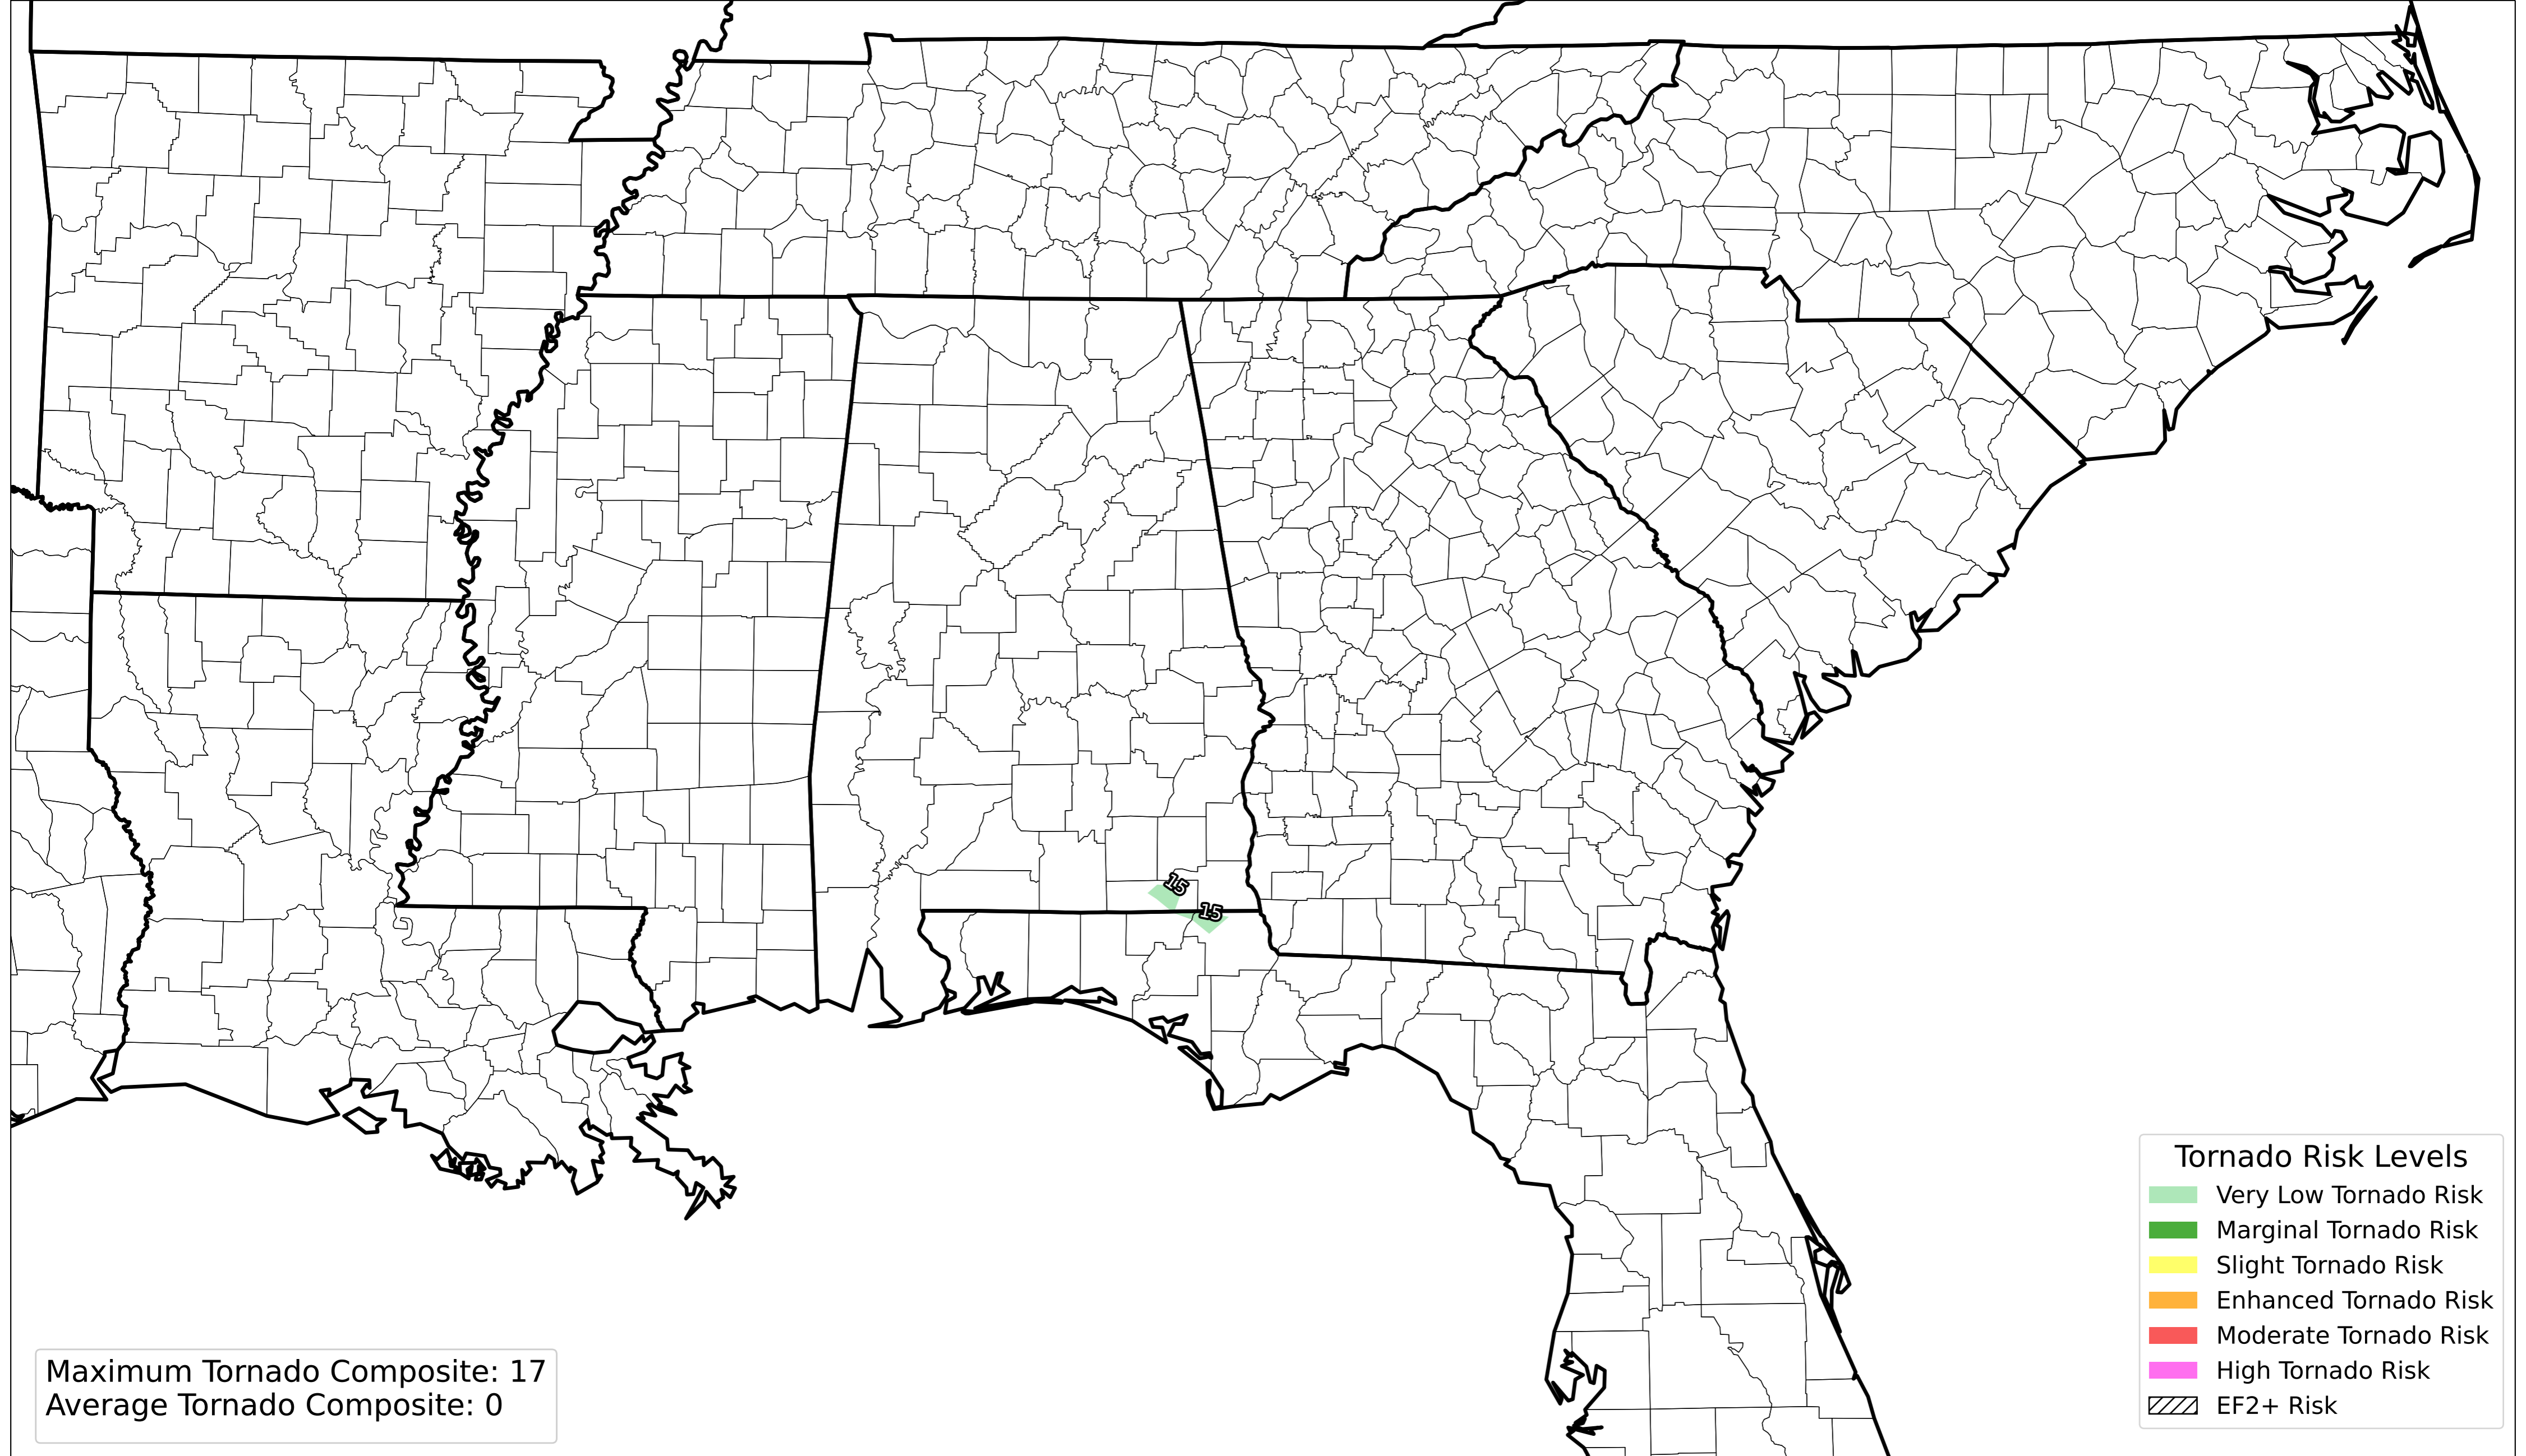 15
15
Tornado Risk Levels
Very Low Tornado Risk
Marginal Tornado Risk
Slight Tornado Risk
Enhanced Tornado Risk
Moderate Tornado Risk
High Tornado Risk
EF2+ Risk
Maximum Tornado Composite: 17
Average Tornado Composite: 0